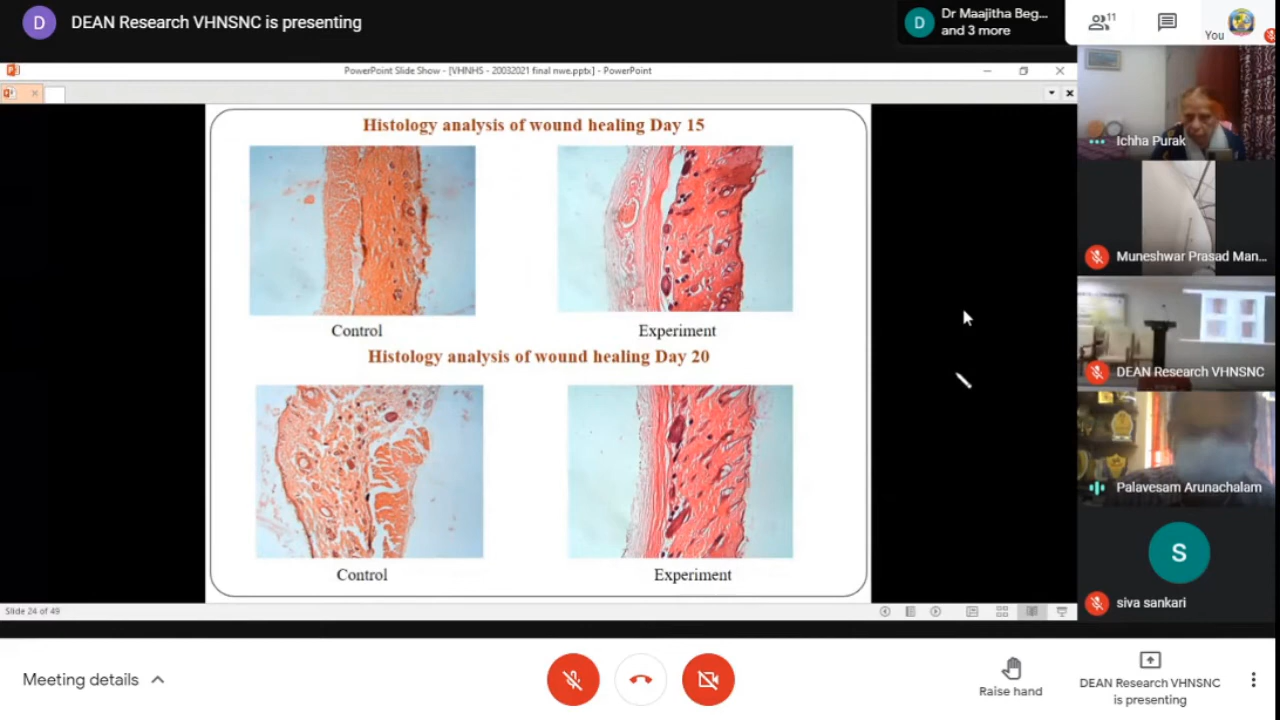 D
DEAN Research VHNSNC is presenting
D
Dr Maajitha Beg...
and 3 more
11
You
PowerPoint Slide Show - [VHNHS - 20032021 final nwe.pptx] - PowerPoint
Histology analysis of wound healing Day 15
Control
Experiment
Histology analysis of wound healing Day 20
Control
Experiment
Slide 24 of 49
Ichha Purak
Muneshwar Prasad Man...
DEAN Research VHNSNC
Palavesam Arunachalam
S
siva sankari
Meeting details
Raise hand
DEAN Research VHNSNC
is presenting